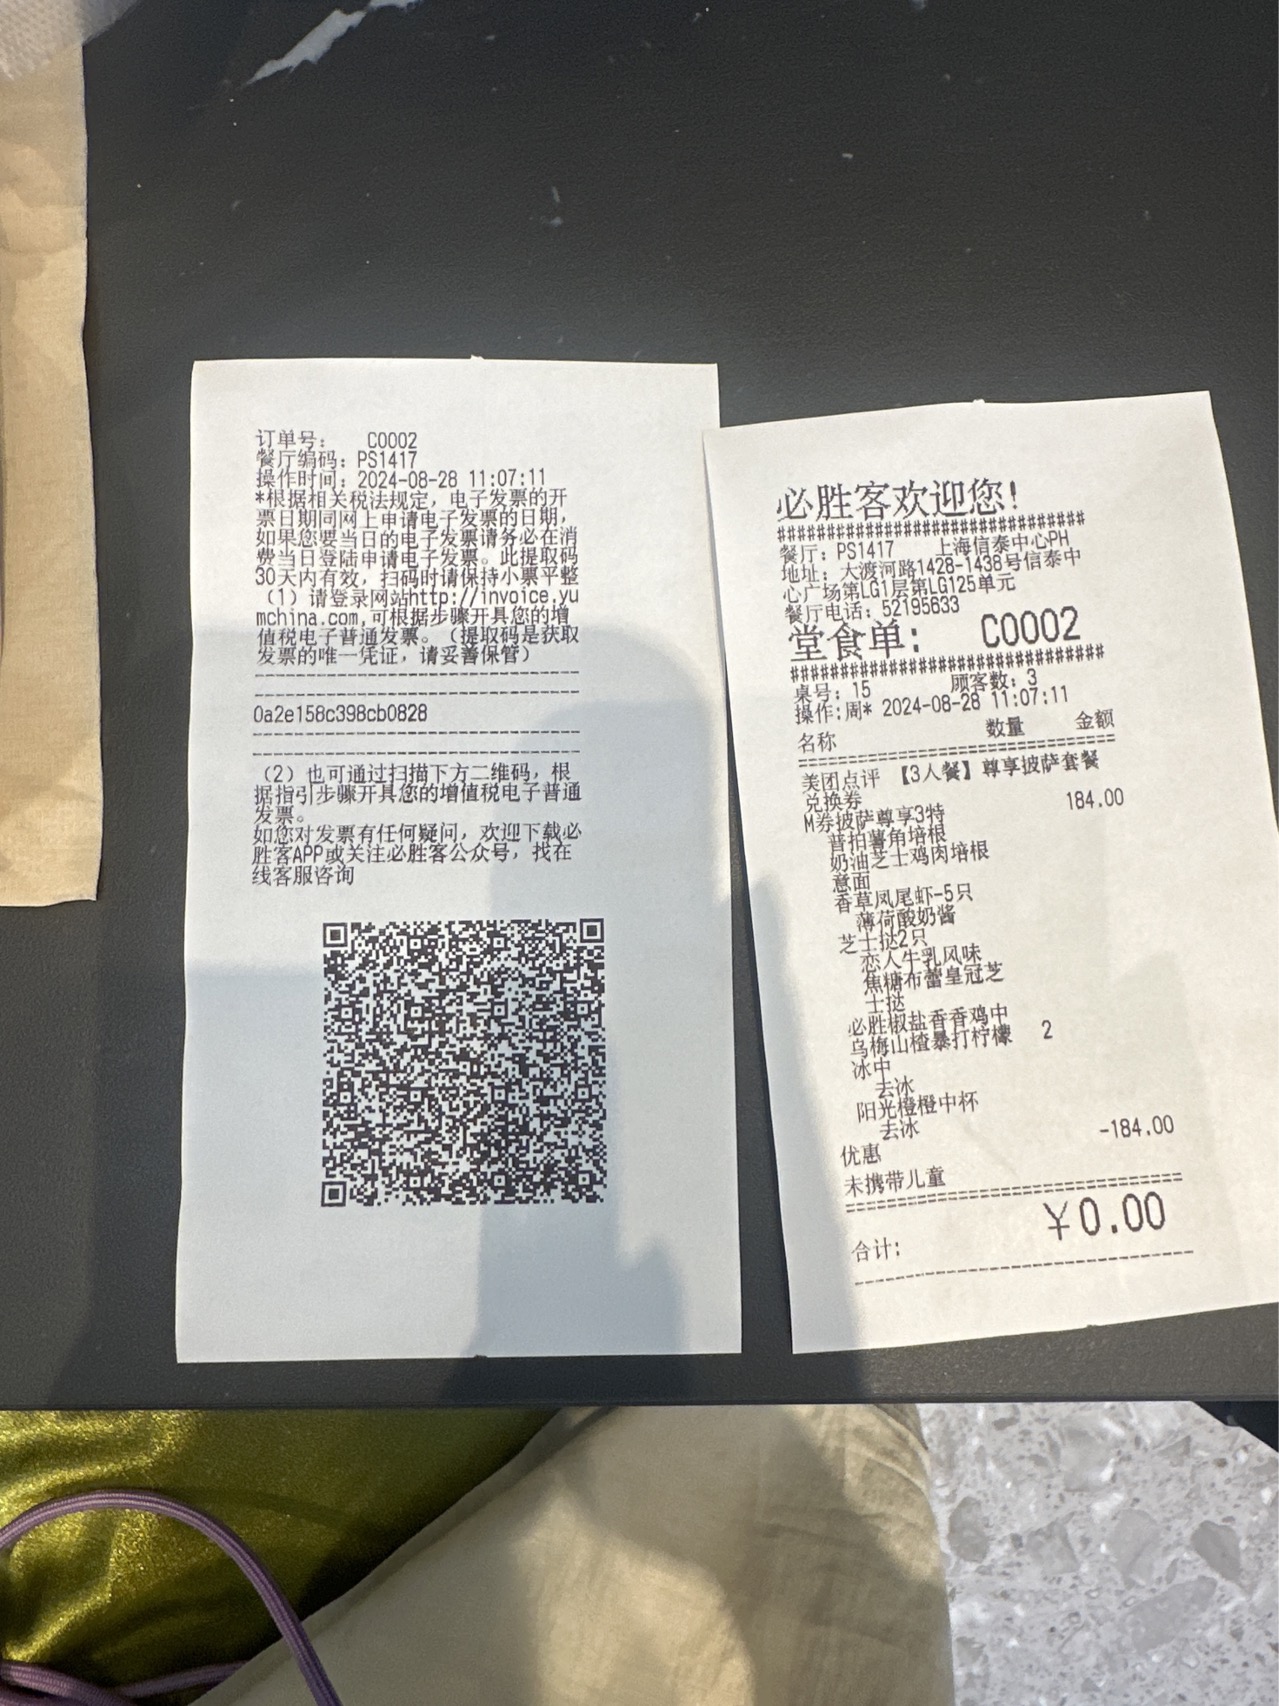 订单号： C0002
餐厅编码：PS1417
操作时间：2024-08-28 11:07:11
*根据相关税法规定，电子发票的开
票日期同网上申请电子发票的日期，
如果您要当日的电子发票请务必在消
费当日登陆申请电子发票。此提取码
30天内有效，扫码时请保持小票平整
（1）请登录网站http://invoice.yu
mchina.com,可根据步骤开具您的增
值税电子普通发票。（提取码是获取
发票的唯一凭证，请妥善保管）
--------------------------------
--------------------------------
0a2e158c398cb0828
--------------------------------
--------------------------------
（2）也可通过扫描下方二维码，根
据指引步骤开具您的增值税电子普通
发票。
如您对发票有任何疑问，欢迎下载必
胜客APP或关注必胜客公众号，找在
线客服咨询
必胜客欢迎您!
################################
餐厅：PS1417 上海信泰中心PH
地址：大渡河路1428-1438号信泰中
心广场第LG1层第LG125单元
餐厅电话：52195633
堂食单： C0002
################################
桌号：15 顾客数：3
操作:周* 2024-08-28 11:07:11
名称 数量 金额
================================
美团点评 【3人餐】尊享披萨套餐
兑换券 184.00
M券披萨尊享3特
普拍薯角培根
奶油芝士鸡肉培根
意面
香草凤尾虾-5只
薄荷酸奶酱
芝士挞2只
恋人牛乳风味
焦糖布蕾皇冠芝
士挞
必胜椒盐香香鸡中
乌梅山楂暴打柠檬 2
冰中
去冰
阳光橙橙中杯
去冰
优惠 -184.00
未携带儿童
================================
合计: ￥0.00
--------------------------------